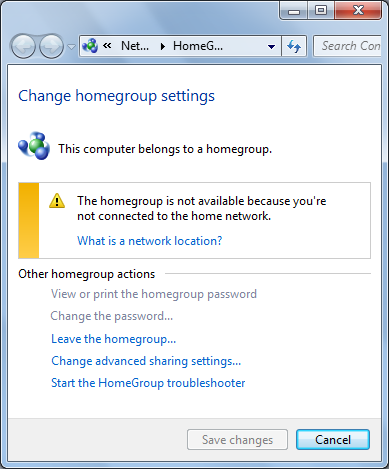 « Net... ▸ HomeG...
Search Con
Change homegroup settings
This computer belongs to a homegroup.
The homegroup is not available because you're
not connected to the home network.
What is a network location?
Other homegroup actions
View or print the homegroup password
Change the password...
Leave the homegroup...
Change advanced sharing settings...
Start the HomeGroup troubleshooter
Save changes
Cancel